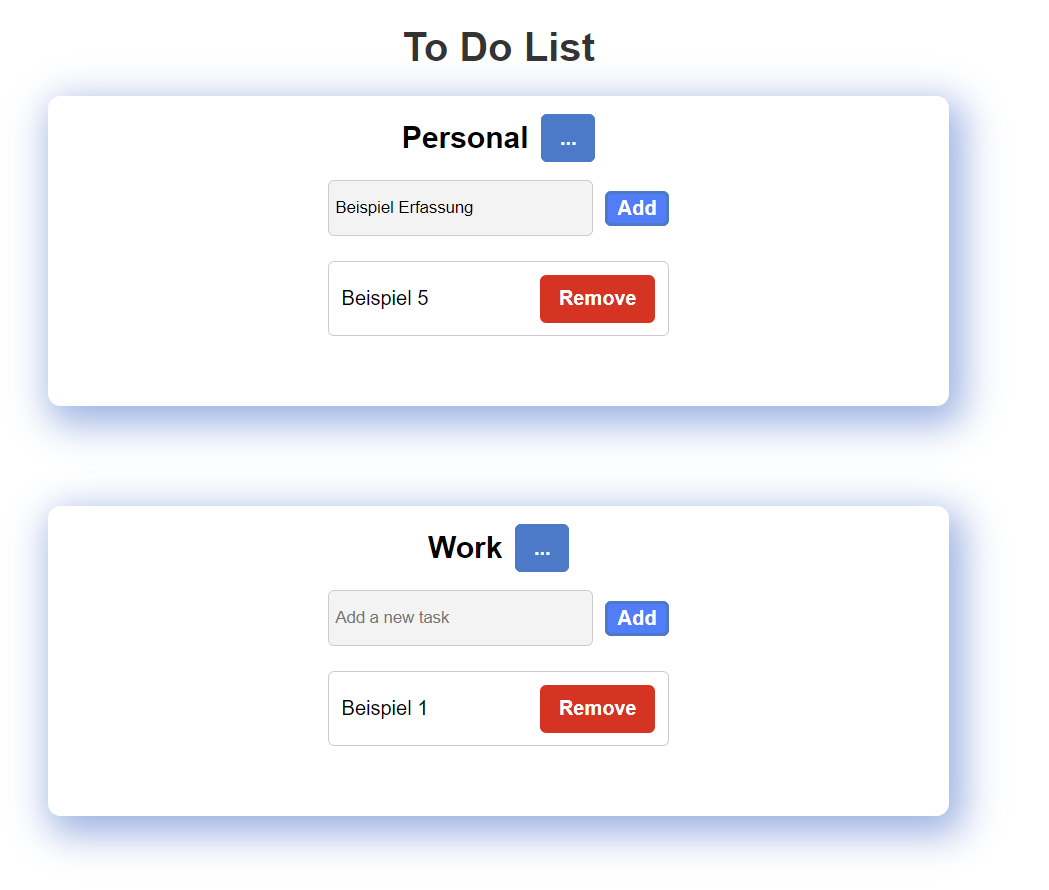 To Do List
Personal ...
Beispiel Erfassung Add
Beispiel 5 Remove
Work ...
Add a new task Add
Beispiel 1 Remove